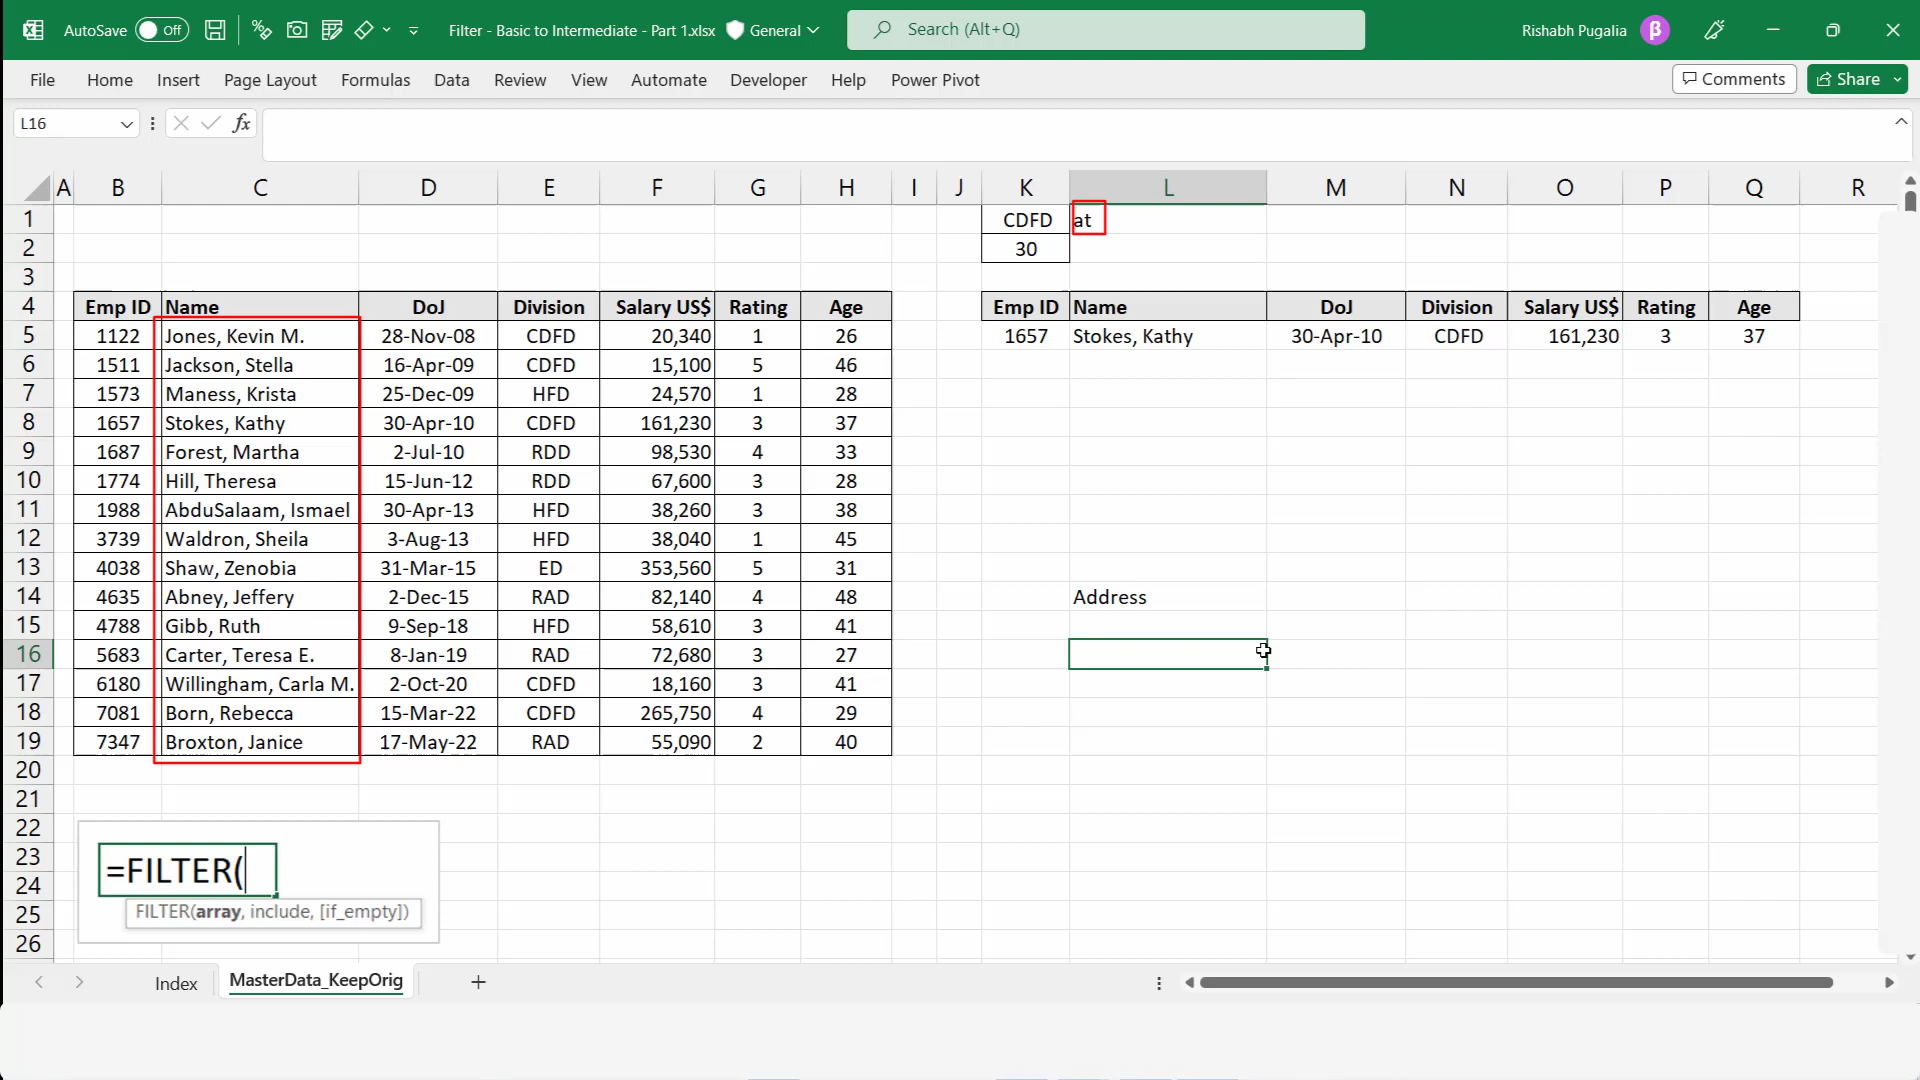 AutoSave Off Filter - Basic to Intermediate - Part 1.xlsx General Search (Alt+Q) Rishabh Pugalia β
File Home Insert Page Layout Formulas Data Review View Automate Developer Help Power Pivot Comments Share
L16 fx
A B C D E F G H I J K L M N O P Q R
1 CDFD at
2 30
3
4 Emp ID Name DoJ Division Salary US$ Rating Age Emp ID Name DoJ Division Salary US$ Rating Age
5 1122 Jones, Kevin M. 28-Nov-08 CDFD 20,340 1 26 1657 Stokes, Kathy 30-Apr-10 CDFD 161,230 3 37
6 1511 Jackson, Stella 16-Apr-09 CDFD 15,100 5 46
7 1573 Maness, Krista 25-Dec-09 HFD 24,570 1 28
8 1657 Stokes, Kathy 30-Apr-10 CDFD 161,230 3 37
9 1687 Forest, Martha 2-Jul-10 RDD 98,530 4 33
10 1774 Hill, Theresa 15-Jun-12 RDD 67,600 3 28
11 1988 AbduSalaam, Ismael 30-Apr-13 HFD 38,260 3 38
12 3739 Waldron, Sheila 3-Aug-13 HFD 38,040 1 45
13 4038 Shaw, Zenobia 31-Mar-15 ED 353,560 5 31
14 4635 Abney, Jeffery 2-Dec-15 RAD 82,140 4 48 Address
15 4788 Gibb, Ruth 9-Sep-18 HFD 58,610 3 41
16 5683 Carter, Teresa E. 8-Jan-19 RAD 72,680 3 27
17 6180 Willingham, Carla M. 2-Oct-20 CDFD 18,160 3 41
18 7081 Born, Rebecca 15-Mar-22 CDFD 265,750 4 29
19 7347 Broxton, Janice 17-May-22 RAD 55,090 2 40
20
21
22
23 =FILTER(
24
25 FILTER(array, include, [if_empty])
26
Index MasterData_KeepOrig